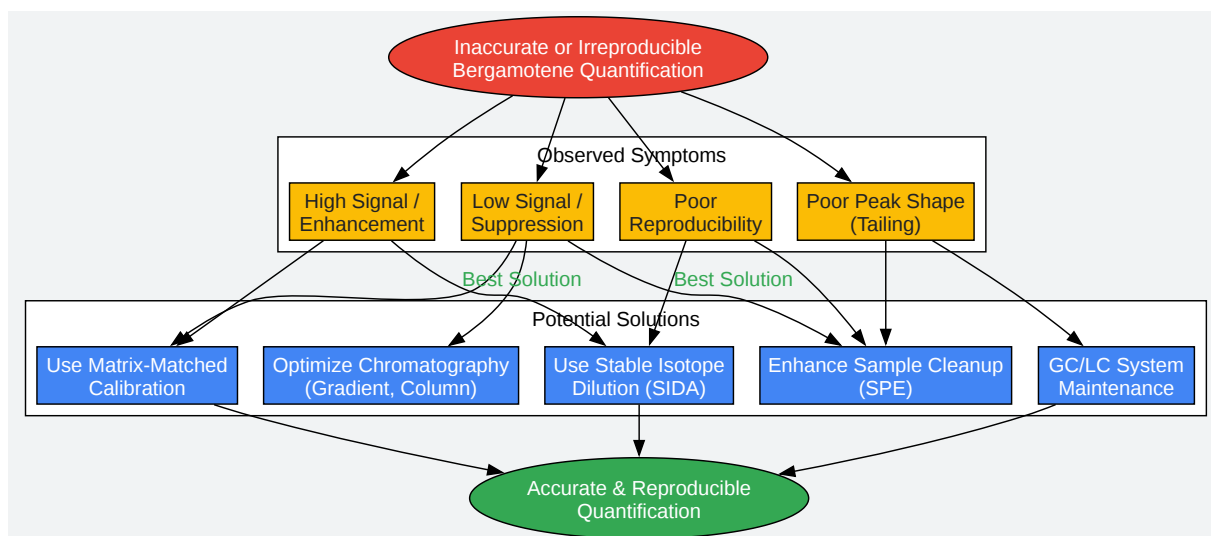 Inaccurate or Irreproducible
Bergamotene Quantification
Observed Symptoms
High Signal /
Enhancement
Low Signal /
Suppression
Poor
Reproducibility
Poor Peak Shape
(Tailing)
Best Solution
Best Solution
Potential Solutions
Use Matrix-Matched
Calibration
Optimize Chromatography
(Gradient, Column)
Use Stable Isotope
Dilution (SIDA)
Enhance Sample Cleanup
(SPE)
GC/LC System
Maintenance
Accurate & Reproducible
Quantification